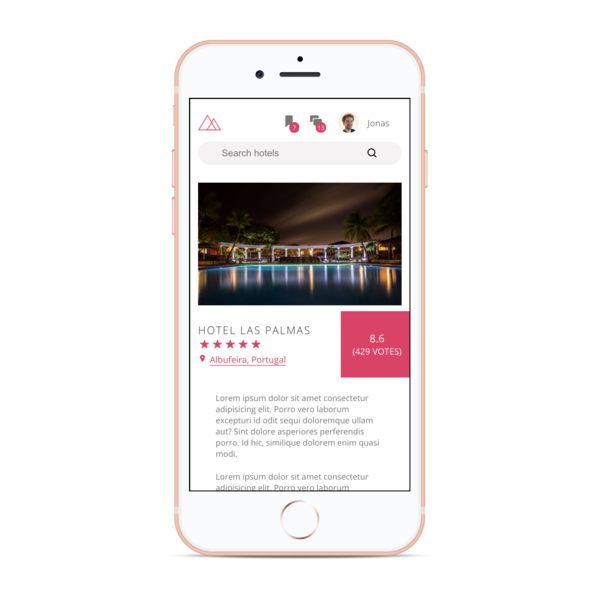 7
13
Jonas
Search hotels
HOTEL LAS PALMAS
Albufeira, Portugal
8.6
(429 VOTES)
Lorem ipsum dolor sit amet consectetur
adipisicing elit. Porro vero laborum
excepturi id odit sequi doloremque ullam
aut? Sint dolore asperiores perferendis
porro. Id hic, similique dolorem enim quasi
modi.
Lorem ipsum dolor sit amet consectetur
adipisicing elit. Porro vero laborum